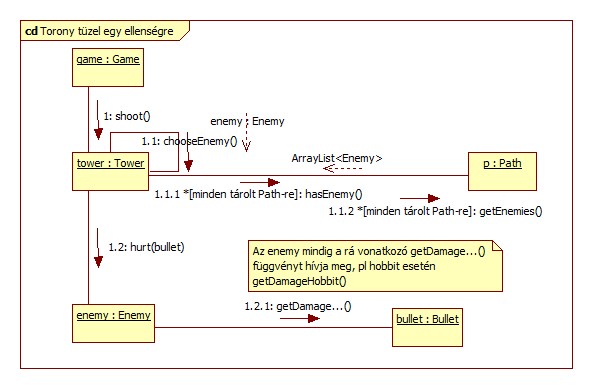 cd Torony tüzel egy ellenségre
game : Game
1: shoot()
enemy : Enemy
1.1: chooseEnemy()
ArrayList<Enemy>
tower : Tower
p : Path
1.1.1 *[minden tárolt Path-re]: hasEnemy()
1.1.2 *[minden tárolt Path-re]: getEnemies()
1.2: hurt(bullet)
Az enemy mindig a rá vonatkozó getDamage...()
függvényt hívja meg, pl hobbit esetén
getDamageHobbit()
enemy : Enemy
1.2.1: getDamage...()
bullet : Bullet